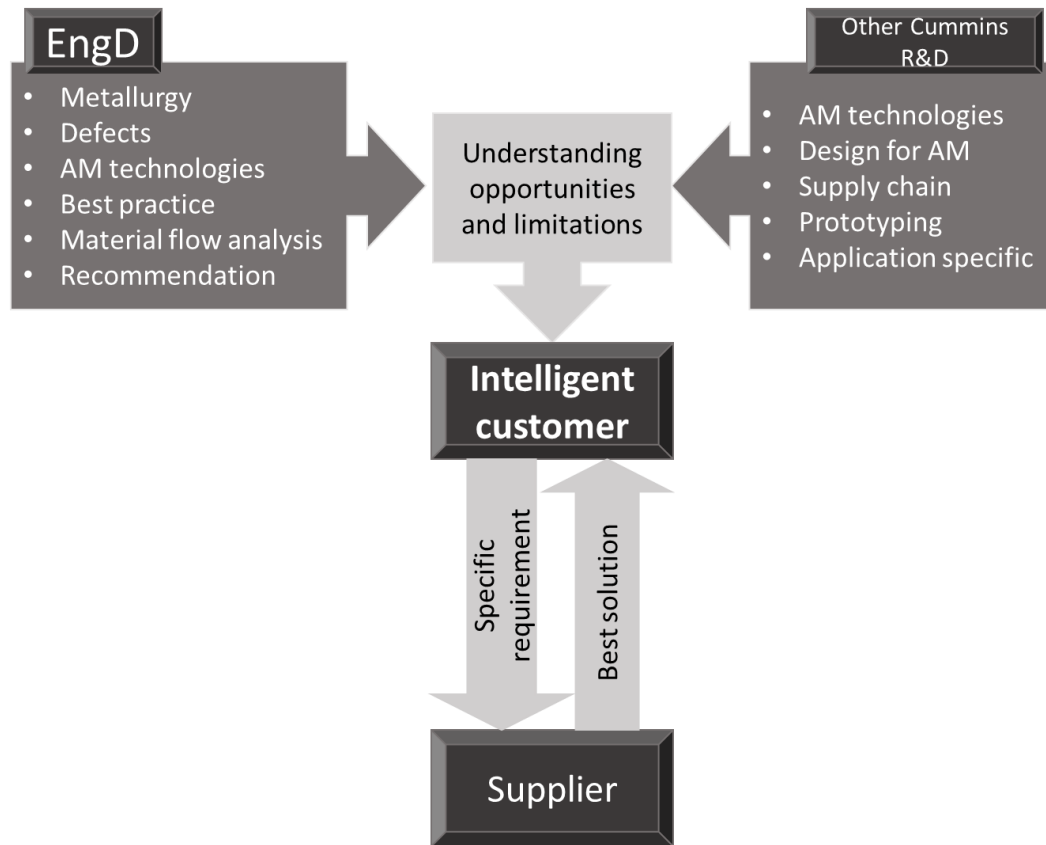 EngD
• Metallurgy
• Defects
• AM technologies
• Best practice
• Material flow analysis
• Recommendation
Understanding
opportunities
and limitations
Other Cummins
R&D
• AM technologies
• Design for AM
• Supply chain
• Prototyping
• Application specific
Intelligent
customer
Specific
requirement
Best solution
Supplier